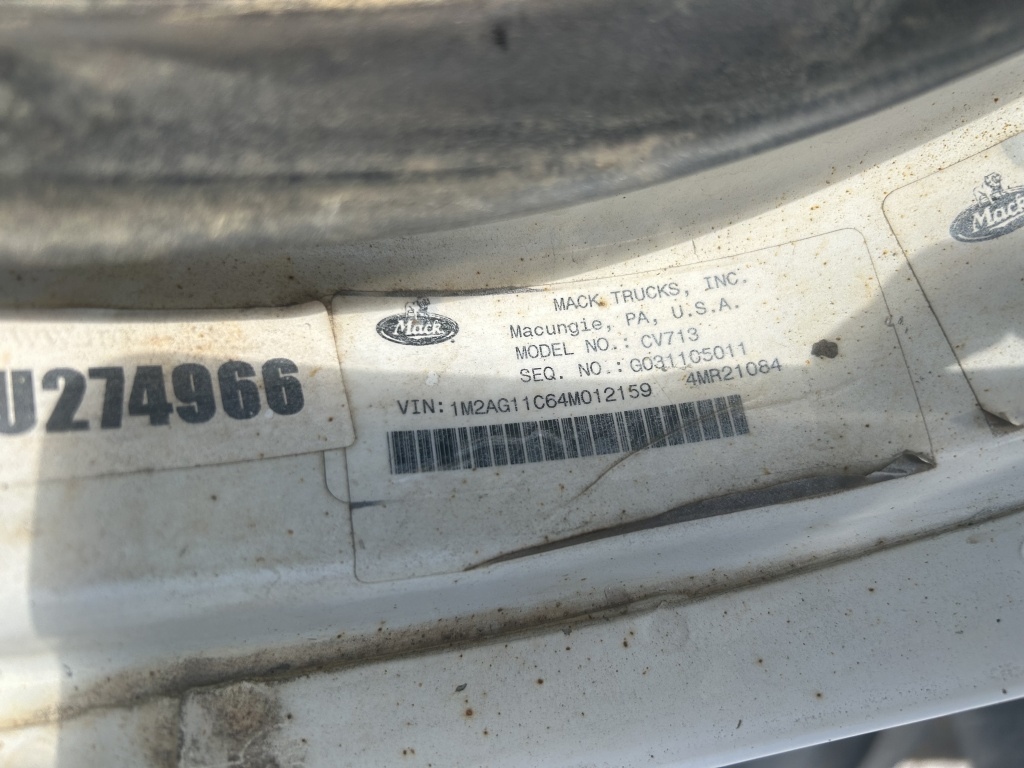 U274966
Mack
MACK TRUCKS, INC.
Macungie, PA, U.S.A.
MODEL NO.: CV713
SEQ. NO.: G031105011
VIN: 1M2AG11C64M012159 4MR21084
Mack